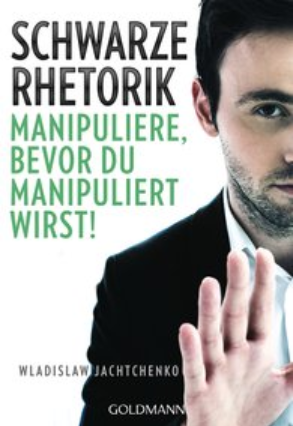 SCHWARZE
RHETORIK
MANIPULIERE,
BEVOR DU
MANIPULIERT
WIRST!
WLADISLAW JACHTCHENKO
GOLDMANN